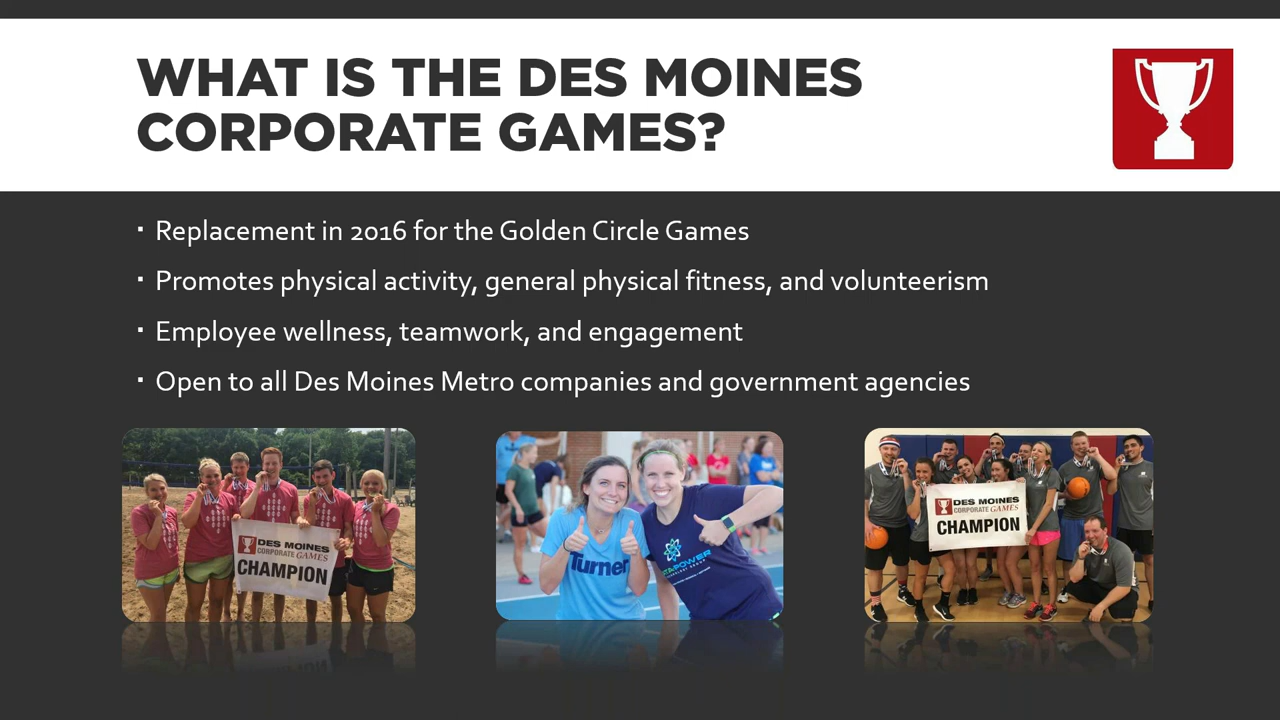 WHAT IS THE DES MOINES
CORPORATE GAMES?
▪ Replacement in 2016 for the Golden Circle Games
▪ Promotes physical activity, general physical fitness, and volunteerism
▪ Employee wellness, teamwork, and engagement
▪ Open to all Des Moines Metro companies and government agencies
DES MOINES
CORPORATE GAMES
CHAMPION
Turner
POWER
DES MOINES
CORPORATE GAMES
CHAMPION